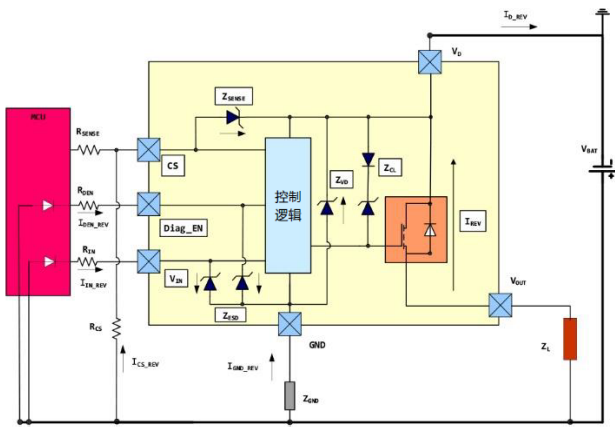 I_D_REV
V_D
MCU
Z_SENSE
R_SENSE
CS
Z_VD
Z_CL
V_BAT
控制
逻辑
R_DEN
I_DEN_REV
Diag_EN
I_REV
R_IN
I_IN_REV
V_IN
V_OUT
Z_ESD
R_CS
GND
Z_L
I_CS_REV
I_GND_REV
Z_GND
+